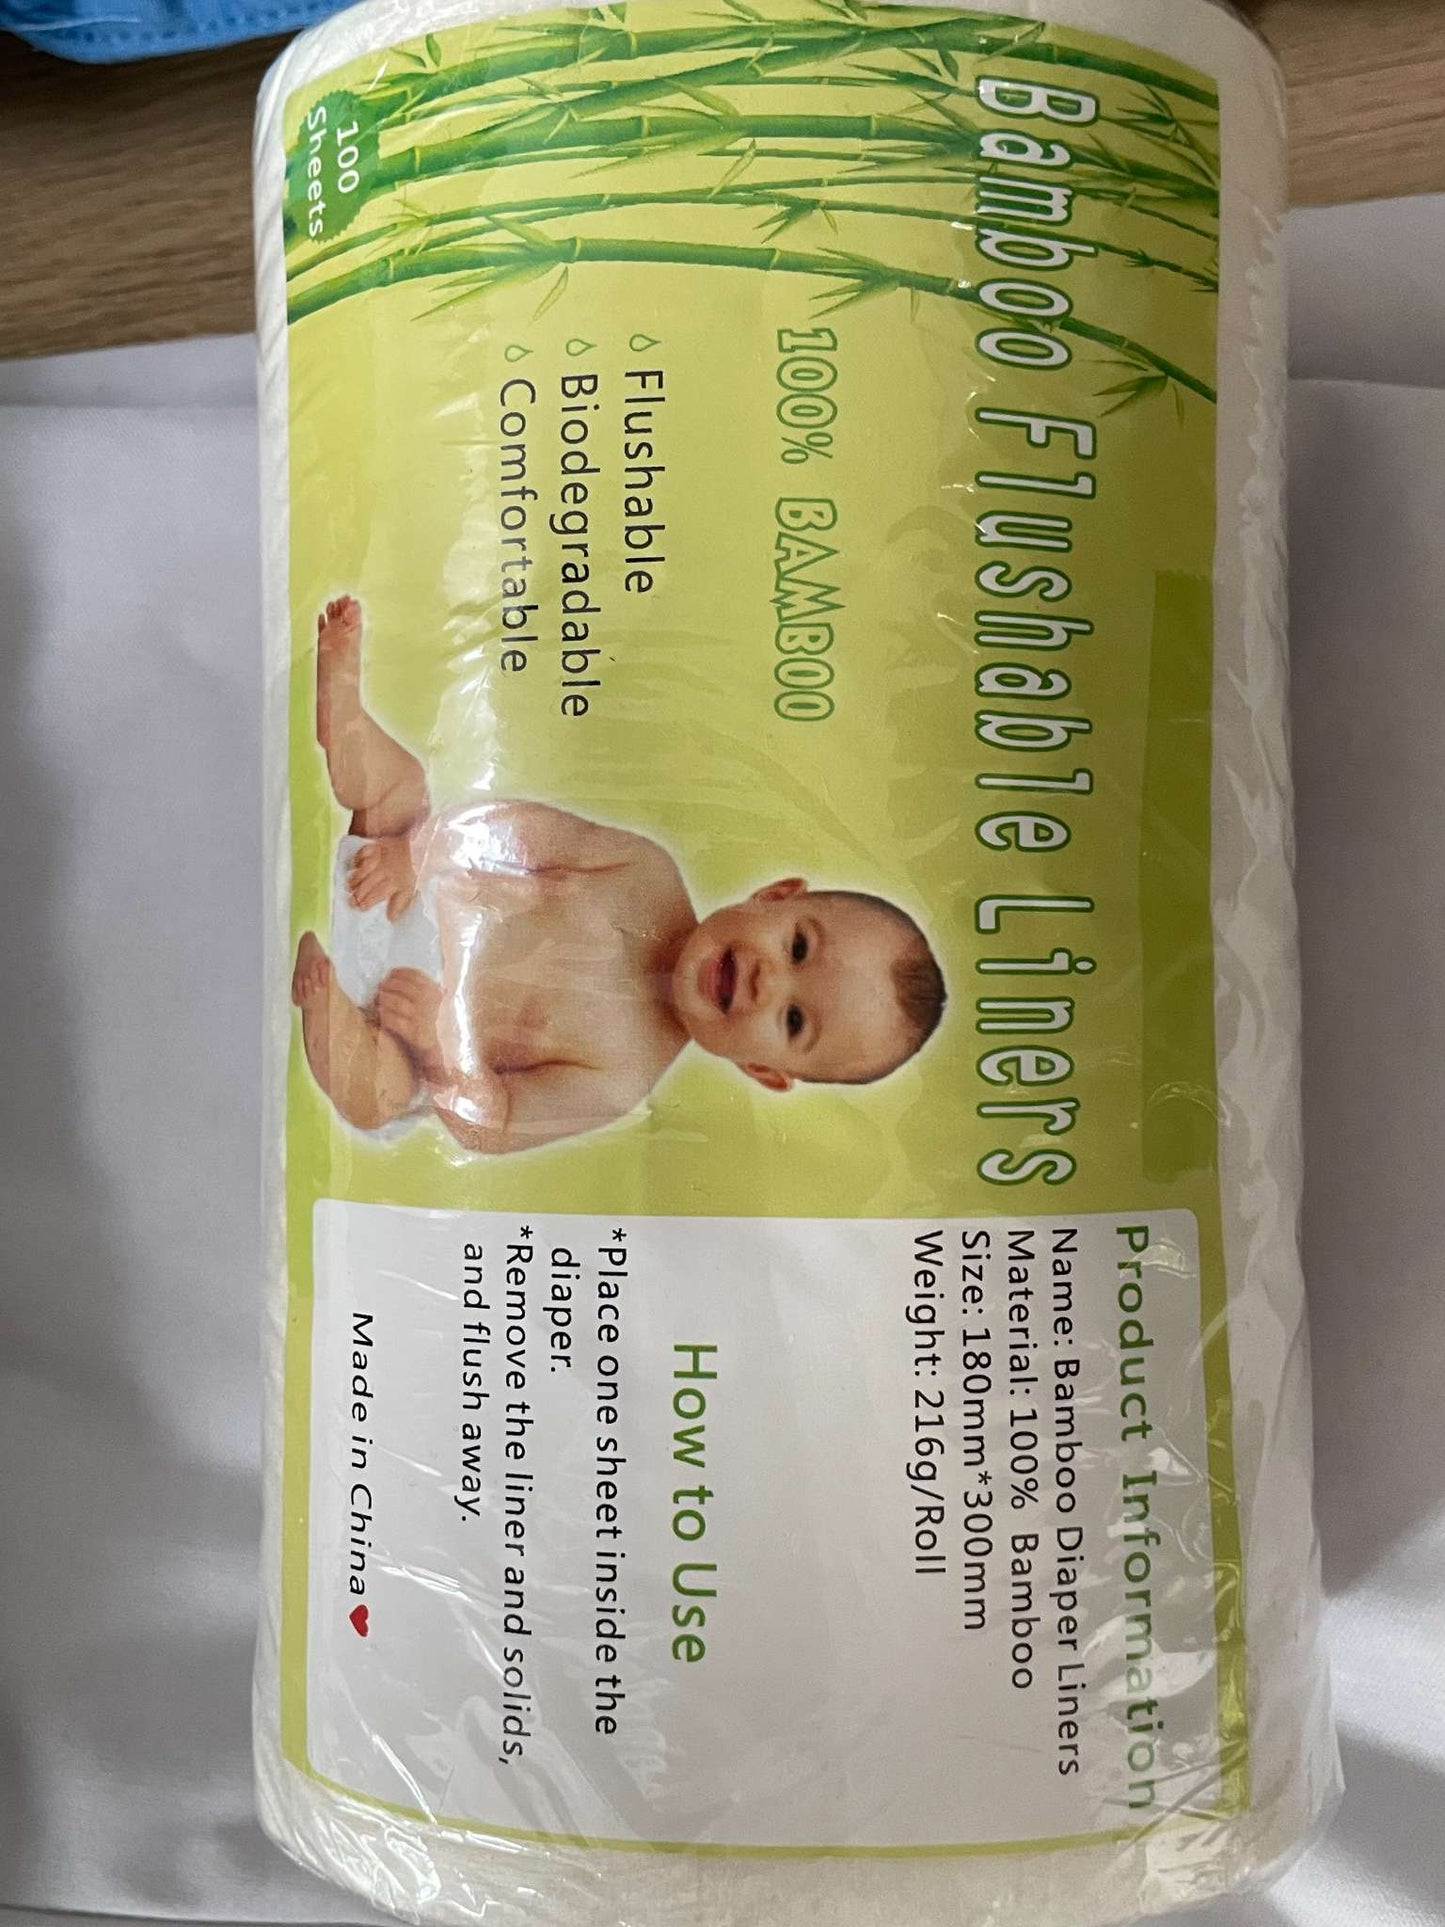 Bamboo Flushable Liners
100% BAMBOO
Flushable
Biodegradable
Comfortable
100
Sheets
Product Information
Name: Bamboo Diaper Liners
Material: 100% Bamboo
Size: 180mm*300mm
Weight: 216g/Roll
How to Use
*Place one sheet inside the
diaper.
*Remove the liner and solids,
and flush away.
Made in China❤